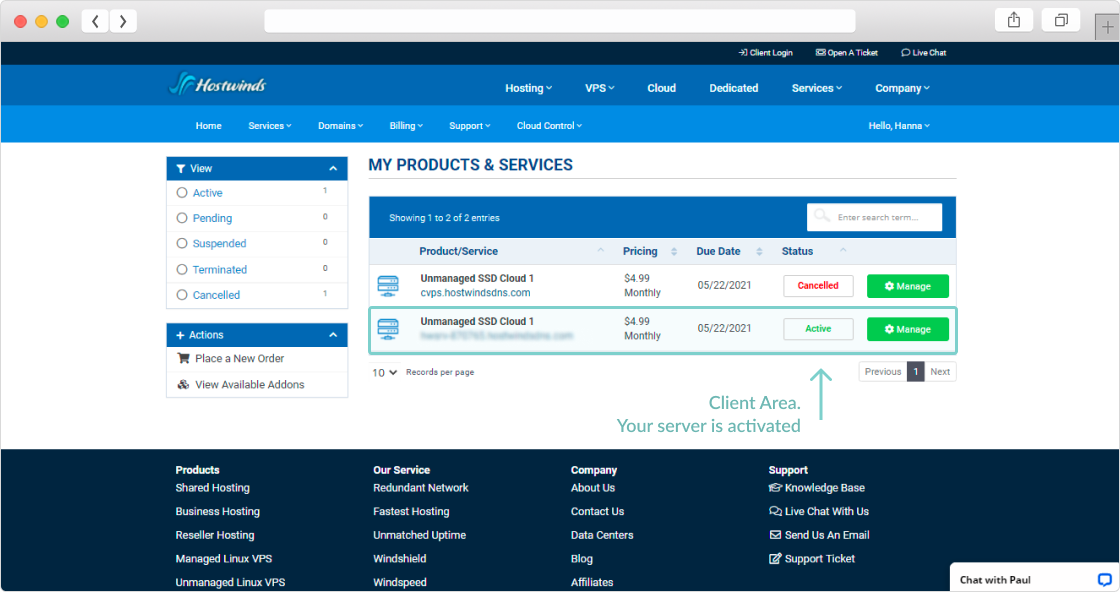 Client Login Open A Ticket Live Chat
Hostwinds
Hosting VPS Cloud Dedicated Services Company
Home Services Domains Billing Support Cloud Control Hello, Hanna
View
Active 1
Pending 0
Suspended 0
Terminated 0
Cancelled 1
Actions
Place a New Order
View Available Addons
MY PRODUCTS & SERVICES
Showing 1 to 2 of 2 entries Enter search term...
Product/Service Pricing Due Date Status
Unmanaged SSD Cloud 1 $4.99
cvps.hostwindsdns.com Monthly 05/22/2021 Cancelled Manage
Unmanaged SSD Cloud 1 $4.99
Monthly 05/22/2021 Active Manage
10 Records per page Previous 1 Next
Client Area.
Your server is activated
Products Our Service Company Support
Shared Hosting Redundant Network About Us Knowledge Base
Business Hosting Fastest Hosting Contact Us Live Chat With Us
Reseller Hosting Unmatched Uptime Data Centers Send Us An Email
Managed Linux VPS Windshield Blog Support Ticket
Unmanaged Linux VPS Windspeed Affiliates
Chat with Paul